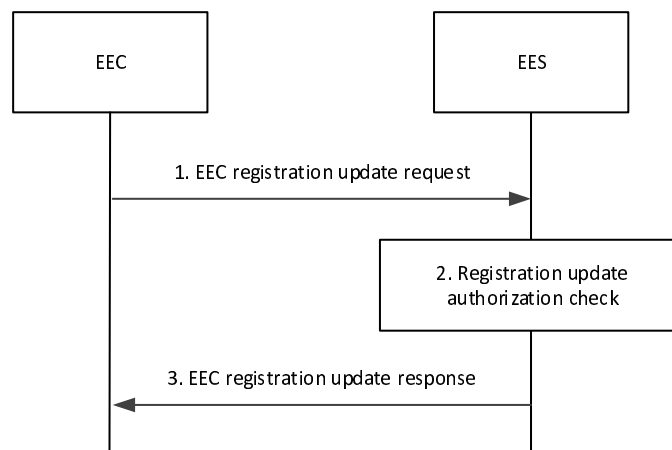 EEC
EES
1. EEC registration update request
2. Registration update
authorization check
3. EEC registration update response